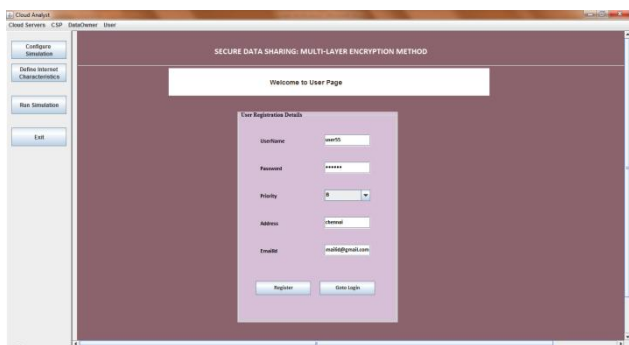 Cloud Analyst
Cloud Servers CSP DataOwner User
Configure
Simulation
Define Internet
Characteristics
Run Simulation
Exit
SECURE DATA SHARING: MULTI-LAYER ENCRYPTION METHOD
Welcome to User Page
User Registration Details
UserName user55
Password ******
Priority B
Address chennai
EmailId mailid@gmail.com
Register Goto Login